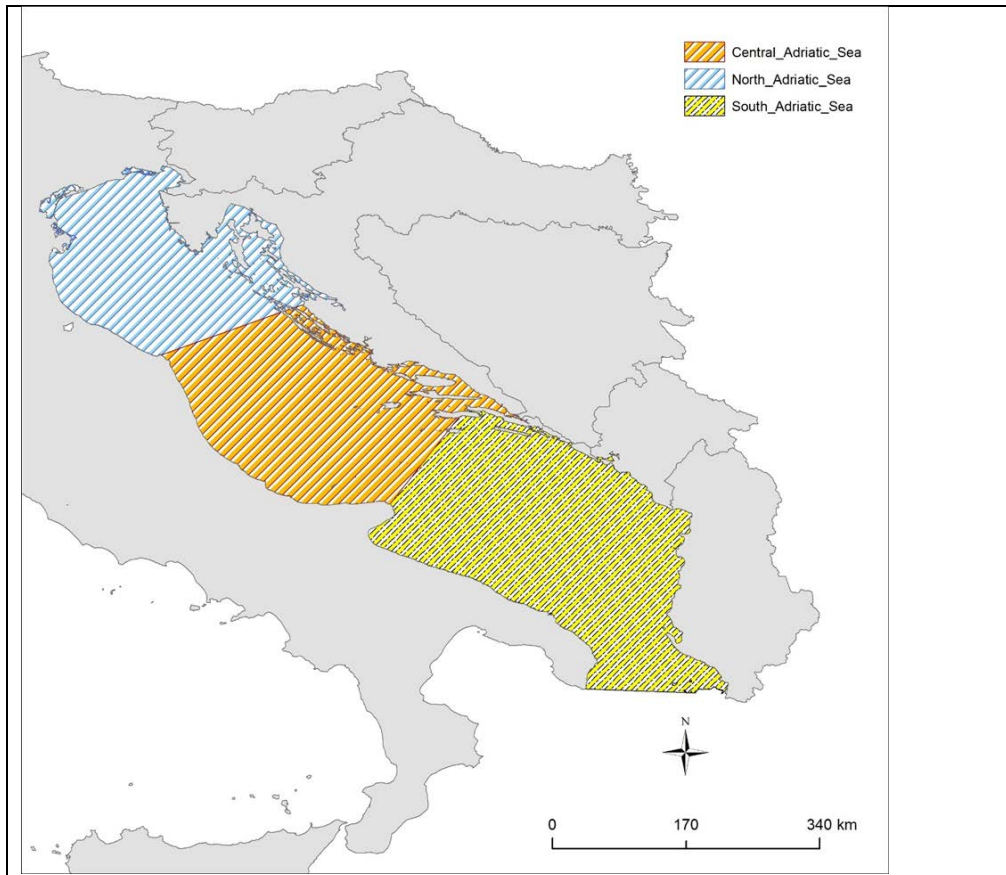 Central_Adriatic_Sea
North_Adriatic_Sea
South_Adriatic_Sea
N
0 170 340 km